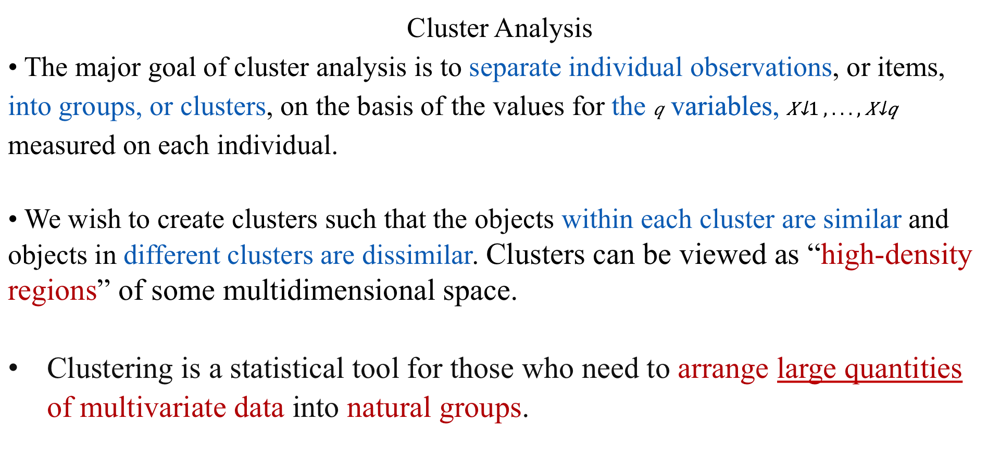 Cluster Analysis
• The major goal of cluster analysis is to separate individual observations, or items,
into groups, or clusters, on the basis of the values for the q variables, X↓1 ,…, X↓q
measured on each individual.
• We wish to create clusters such that the objects within each cluster are similar and
objects in different clusters are dissimilar. Clusters can be viewed as “high-density
regions” of some multidimensional space.
• Clustering is a statistical tool for those who need to arrange large quantities
of multivariate data into natural groups.